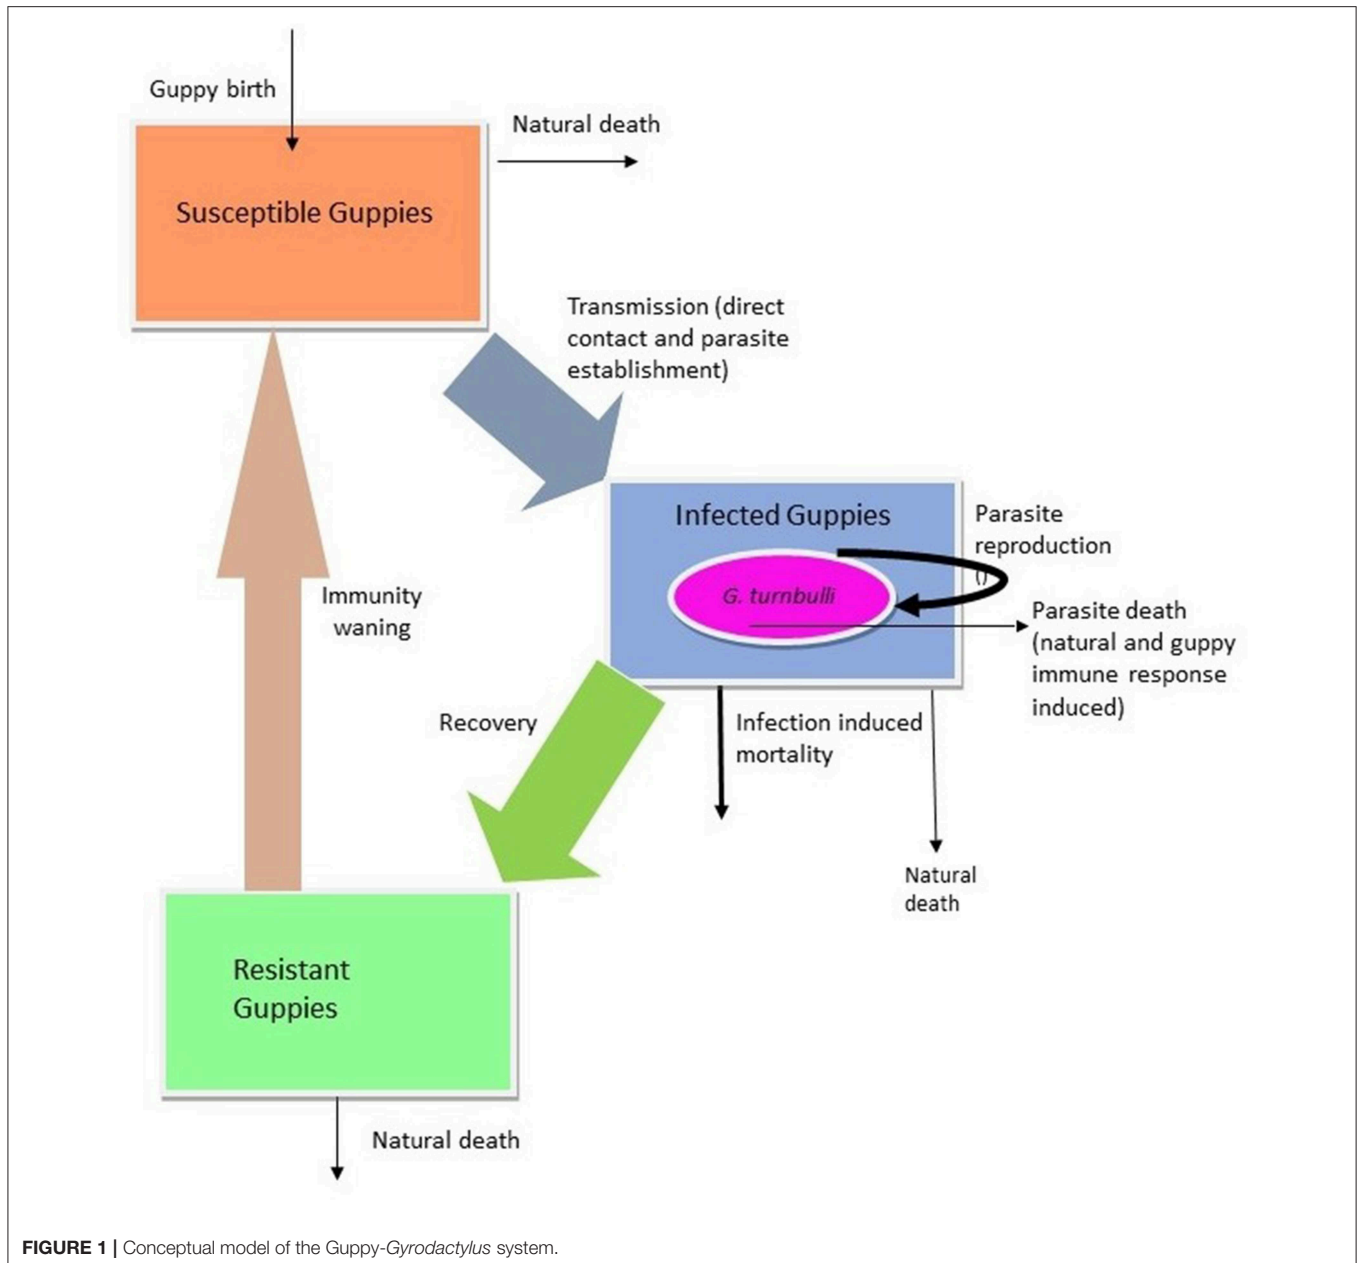 Guppy birth
Natural death
Susceptible Guppies
Transmission (direct
contact and parasite
establishment)
Infected Guppies
Parasite
reproduction
()
G. turnbulli
Parasite death
(natural and guppy
immune response
induced)
Immunity
waning
Recovery
Infection induced
mortality
Natural
death
Resistant
Guppies
Natural death
FIGURE 1 | Conceptual model of the Guppy-Gyrodactylus system.